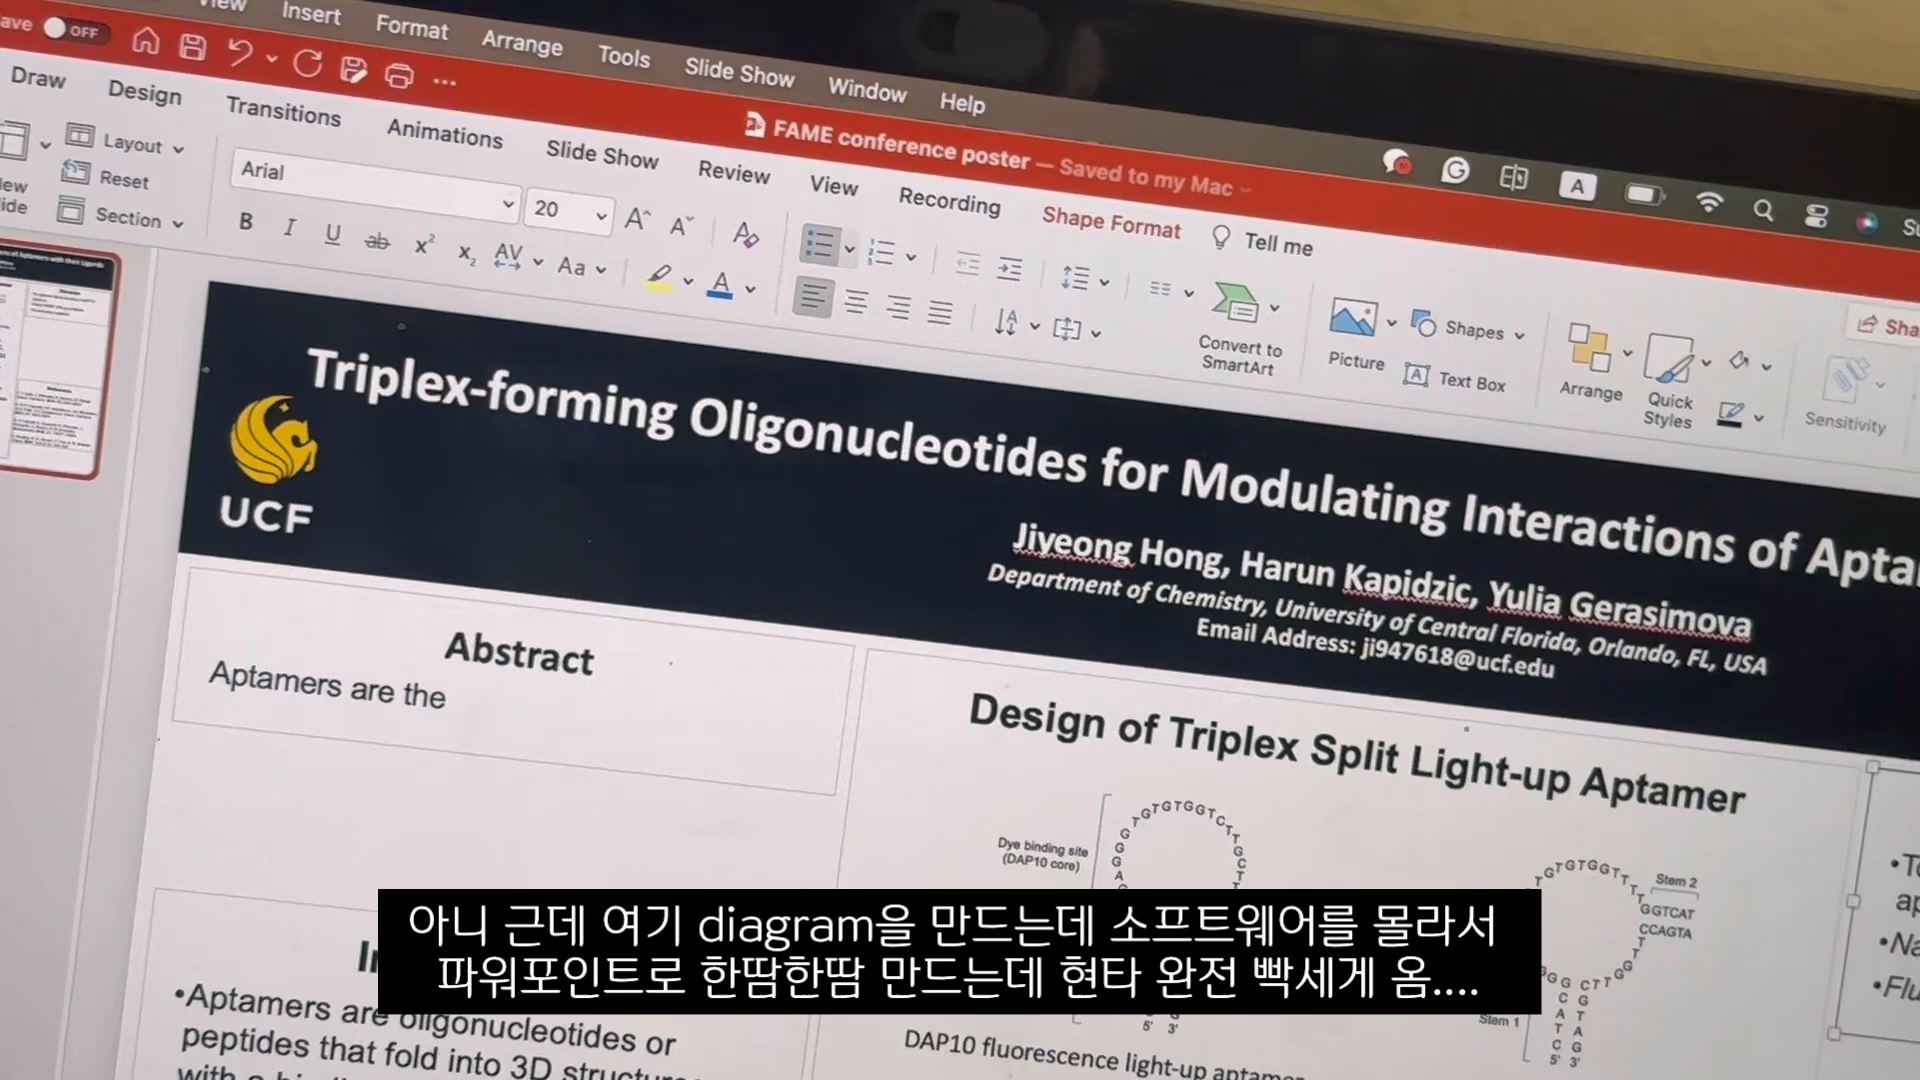 View Insert Format Arrange Tools Slide Show Window Help
OFF
FAME conference poster — Saved to my Mac
Draw Design Transitions Animations Slide Show Review View Recording Shape Format Tell me
Layout
Reset
Section
Arial
20
A
Convert to
SmartArt
Picture
Shapes
Text Box
Arrange
Quick
Styles
Sensitivity
Triplex-forming Oligonucleotides for Modulating Interactions of
UCF
Jiyeong Hong, Harun Kapidzic, Yulia Gerasimova
Department of Chemistry, University of Central Florida, Orlando, FL, USA
Email Address: ji947618@ucf.edu
Abstract
Aptamers are the
•Aptamers are oligonucleotides or
peptides that fold into 3D
Design of Triplex Split Light-up Aptamer
Dye binding site
(DAP10 core)
Stem 2
GGTCAT
CCAGTA
Stem 1
5' 3'
5' 3'
DAP10 fluorescence light-up
아니 근데 여기 diagram을 만드는데 소프트웨어를 몰라서
파워포인트로 한땀한땀 만드는데 현타 완전 빡세게 옴....